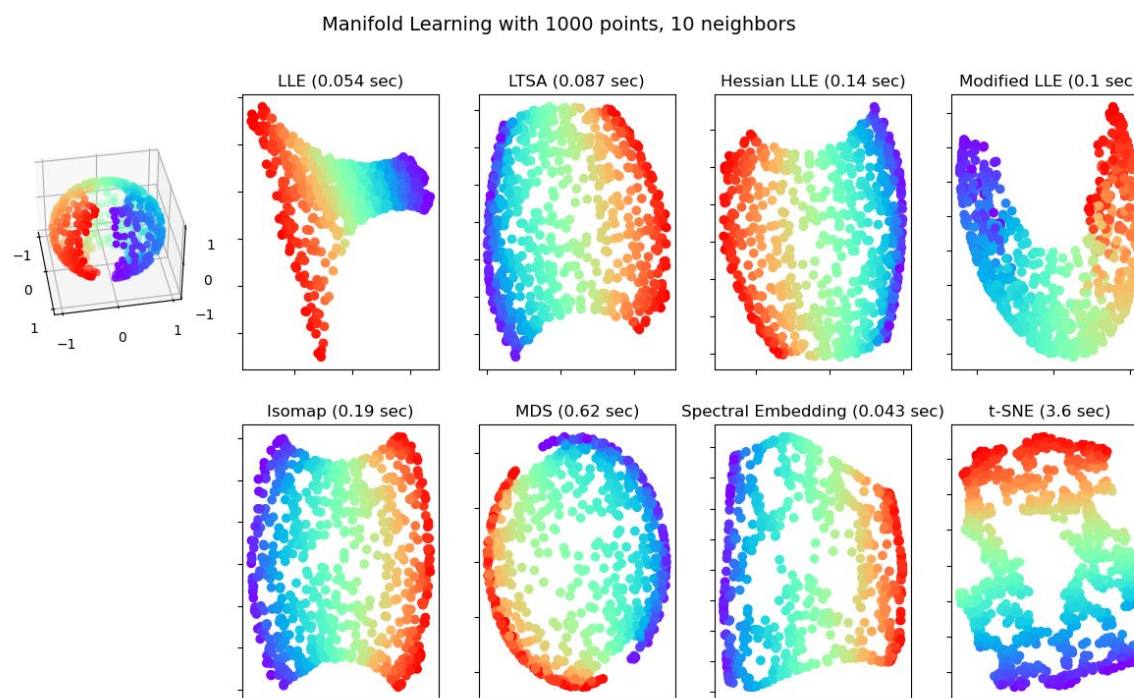 Manifold Learning with 1000 points, 10 neighbors
LLE (0.054 sec)
LTSA (0.087 sec)
Hessian LLE (0.14 sec)
Modified LLE (0.1 sec
−1
0
1
−1
0
1
1
0
−1
Isomap (0.19 sec)
MDS (0.62 sec)
Spectral Embedding (0.043 sec)
t-SNE (3.6 sec)